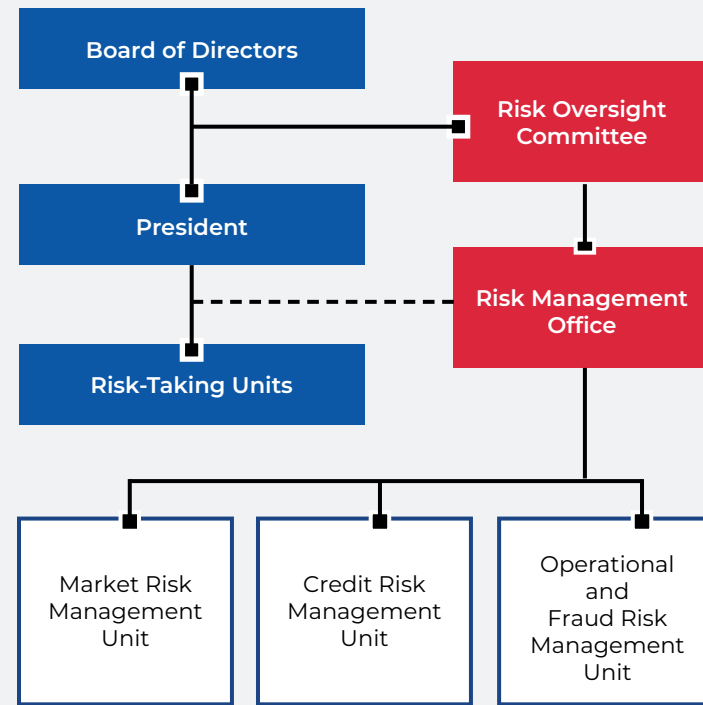 Board of Directors
Risk Oversight
Committee
President
Risk Management
Office
Risk-Taking Units
Market Risk
Management
Unit
Credit Risk
Management
Unit
Operational
and
Fraud Risk
Management
Unit